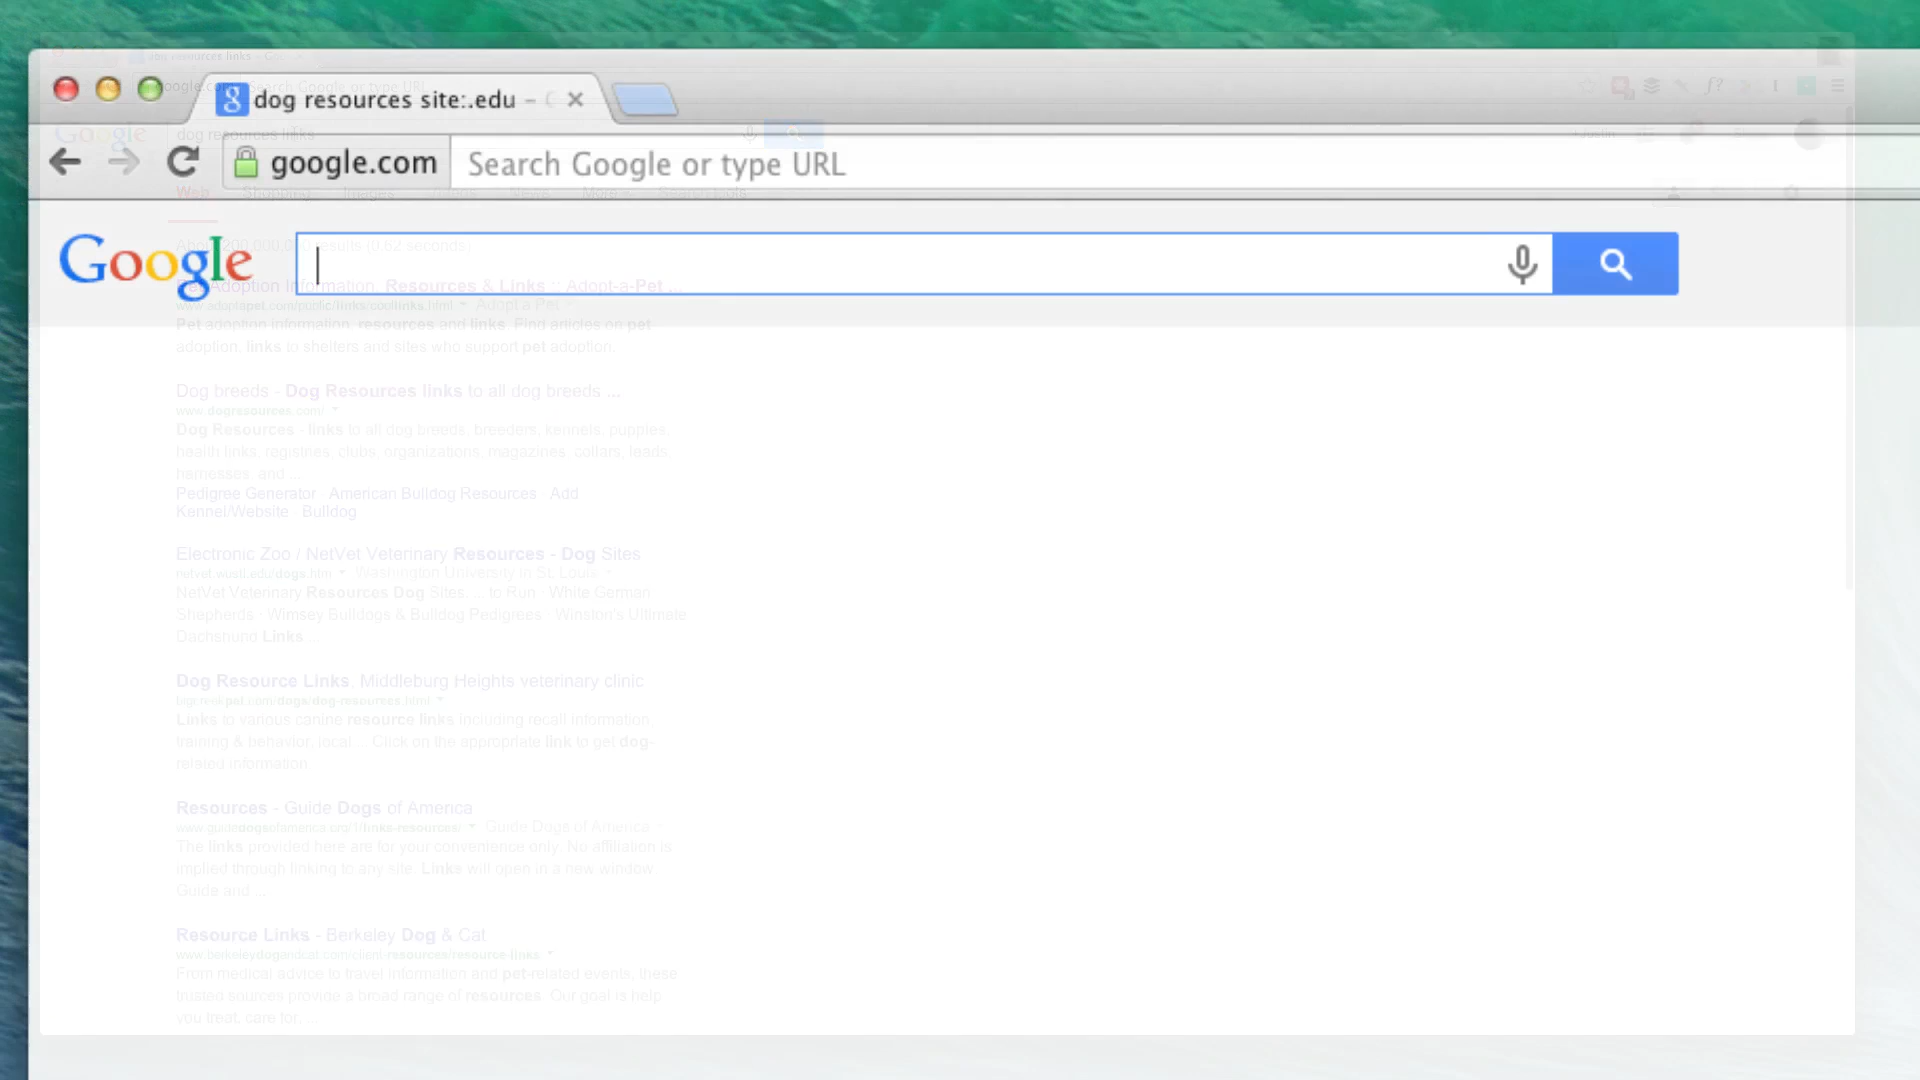 dog resources site:.edu -
google.com Search Google or type URL
Google
dog resources links
Web Shopping Images Videos News More Search tools
About 200,000,000 results (0.62 seconds)
Pet Adoption Information, Resources & Links :: Adopt-a-Pet ...
www.adoptapet.com/public/links/coollinks.html Adopt a Pet
Pet adoption information, resources and links. Find articles on pet
adoption, links to shelters and sites who support pet adoption.
Dog breeds - Dog Resources links to all dog breeds ...
www.dogresources.com/
Dog Resources - links to all dog breeds, breeders, kennels, puppies,
health links, registries, clubs, organizations, magazines, collars, leads,
harnesses, and ...
Pedigree Generator American Bulldog Resources Add
Kennel/Website Bulldog
Electronic Zoo / NetVet Veterinary Resources - Dog Sites
netvet.wustl.edu/dogs.htm Washington University in St. Louis
NetVet Veterinary Resources Dog Sites. ... to Run · White German
Shepherds · Wimsey Bulldogs & Bulldog Pedigrees · Winston's Ultimate
Dachshund Links ...
Dog Resource Links, Middleburg Heights veterinary clinic
Links to various canine resource links including recall information,
training & behavior, local ... Click on the appropriate link to get dog-
related information.
Resources - Guide Dogs of America
www.guidedogsofamerica.org/1/links-resources/ Guide Dogs of America
The links provided here are for your convenience only. No affiliation is
implied through linking to any site. Links will open in a new window
Guide and ...
Resource Links - Berkeley Dog & Cat
www.berkeleydogandcat.com/client-resources/resource-links
From medical advice to travel information and pet-related events, these
trusted sources provide a broad range of resources. Our goal is help
you treat, care for, ...